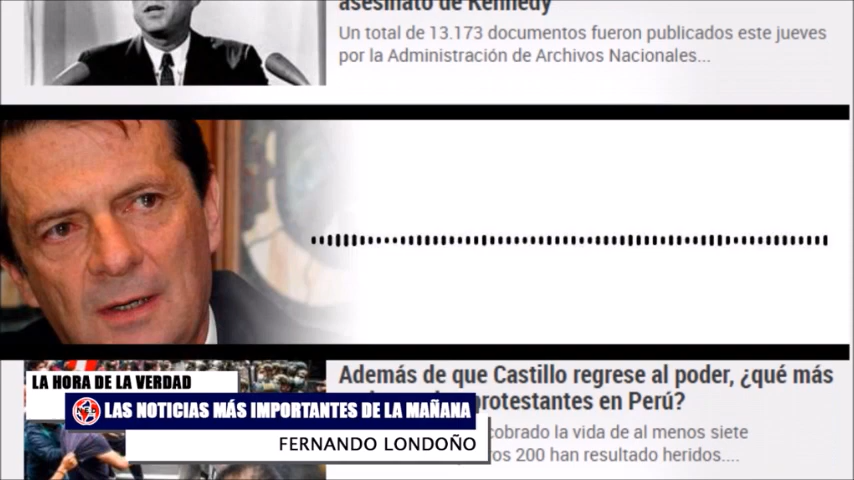 asesinato de Kennedy
Un total de 13.173 documentos fueron publicados este jueves
por la Administración de Archivos Nacionales...
Además de que Castillo regrese al poder, ¿qué más
protestantes en Perú?
cobrado la vida de al menos siete
ros 200 han resultado heridos....
LA HORA DE LA VERDAD
LAS NOTICIAS MÁS IMPORTANTES DE LA MAÑANA
FERNANDO LONDOÑO